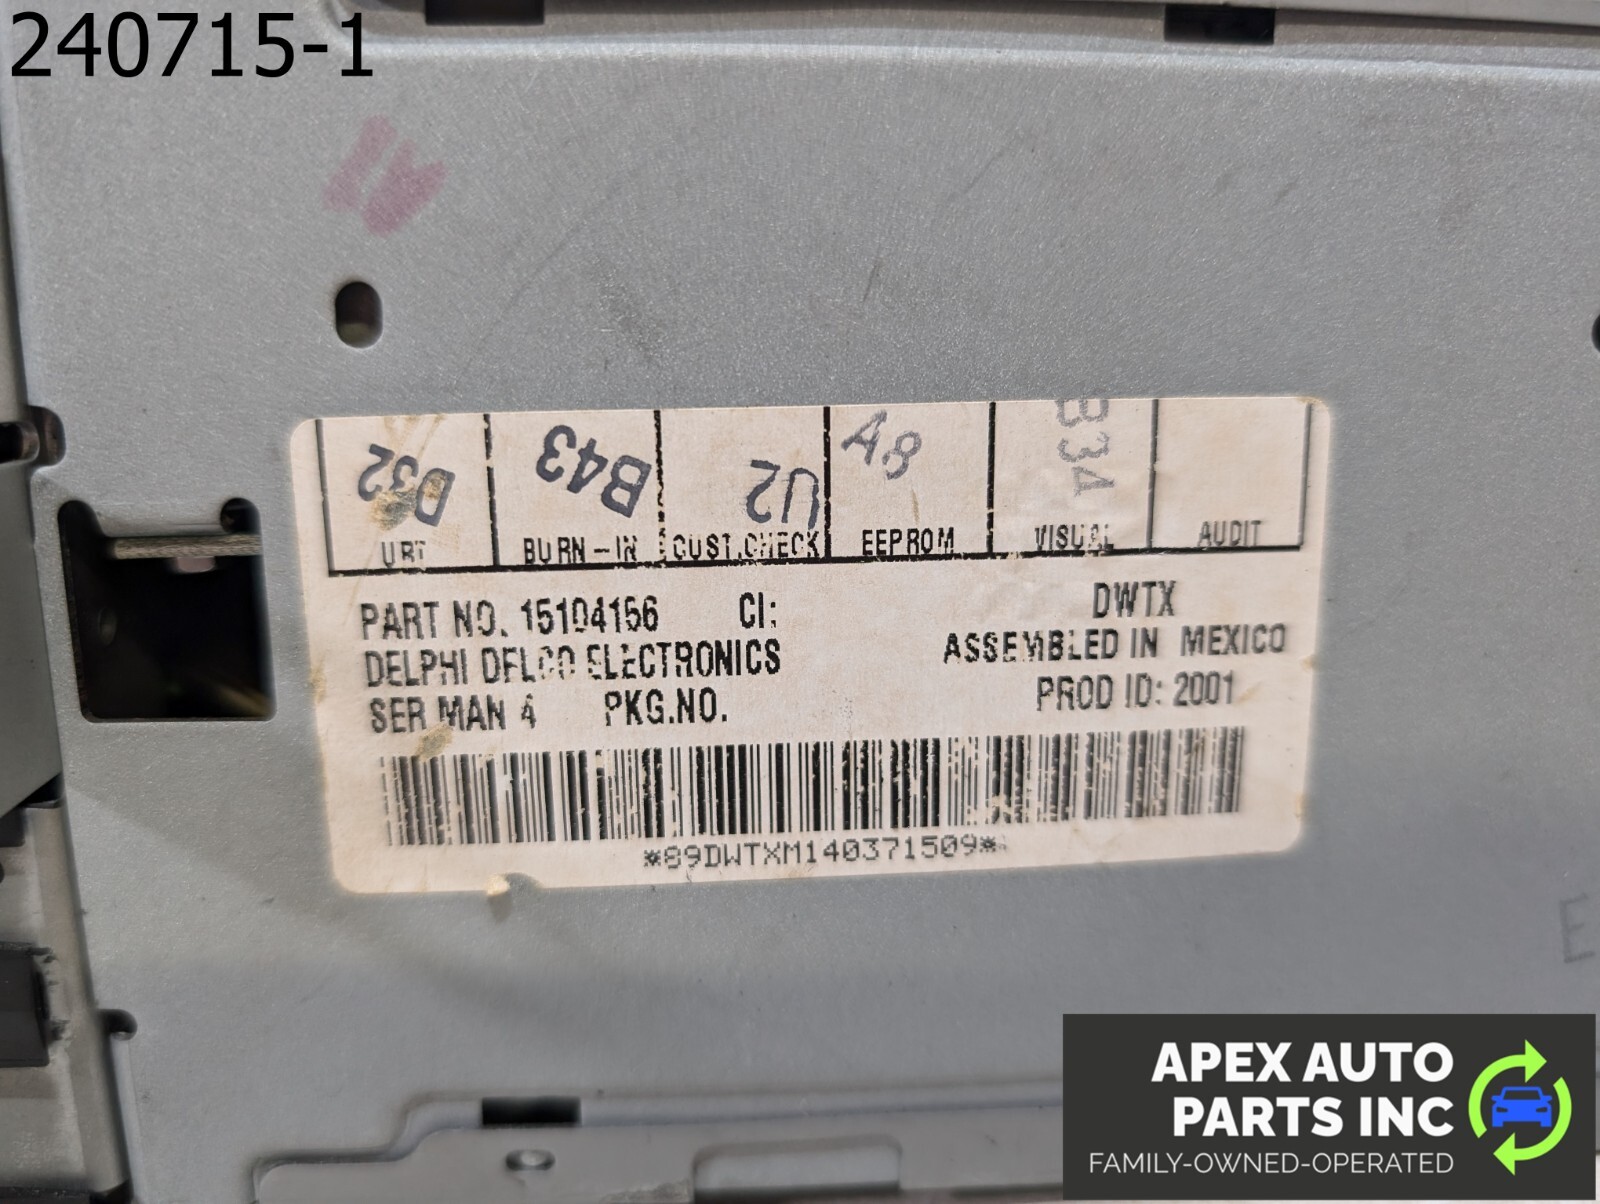 240715-1
D32 B43 U2 A8 B34
UBT BURN-IN CUST.CHECK EEPROM VISUAL AUDIT
PART NO. 15104156 CI: DWTX
DELPHI DELCO ELECTRONICS ASSEMBLED IN MEXICO
SER MAN 4 PKG.NO. PROD ID: 2001
*89DWTXM140371509*
E
APEX AUTO
PARTS INC
FAMILY-OWNED-OPERATED